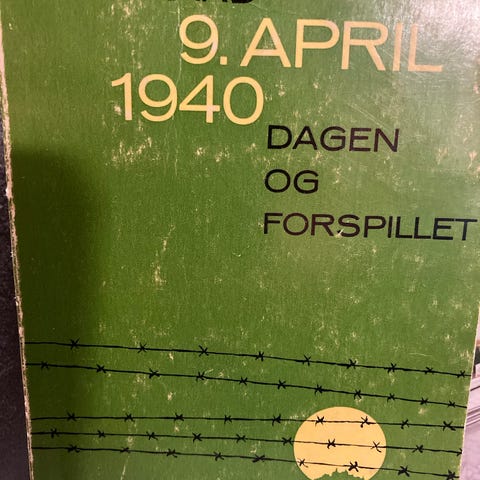 9. APRIL
1940
DAGEN
OG
FORSPILLET